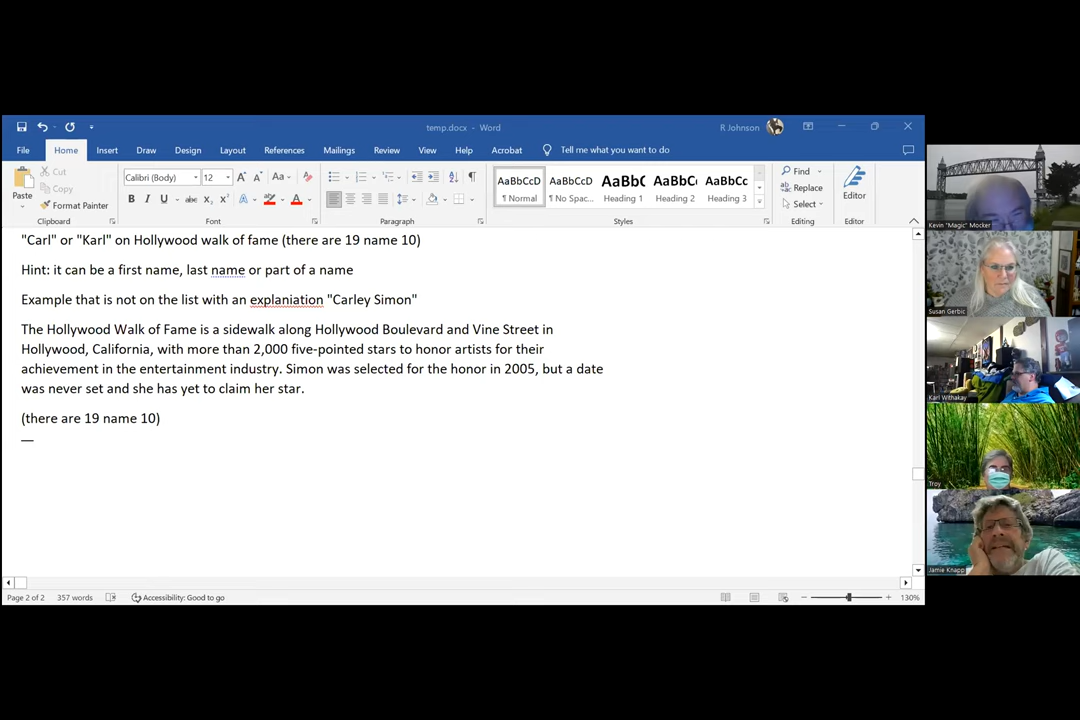 temp.docx - Word
R Johnson
File Home Insert Draw Design Layout References Mailings Review View Help Acrobat Tell me what you want to do
Paste
Cut
Copy
Format Painter
Calibri (Body) 12
AaBbCcD AaBbCcD AaBbC AaBbC AaBbCc
¶ Normal ¶ No Spac... Heading 1 Heading 2 Heading 3
Find
Replace
Select
Editor
Clipboard Font Paragraph Styles Editing Editor
"Carl" or "Karl" on Hollywood walk of fame (there are 19 name 10)
Hint: it can be a first name, last name or part of a name
Example that is not on the list with an explaniation "Carley Simon"
The Hollywood Walk of Fame is a sidewalk along Hollywood Boulevard and Vine Street in
Hollywood, California, with more than 2,000 five-pointed stars to honor artists for their
achievement in the entertainment industry. Simon was selected for the honor in 2005, but a date
was never set and she has yet to claim her star.
(there are 19 name 10)
Page 2 of 2 357 words Accessibility: Good to go 130%
Kevin "Magic" Mocker
Susan Gerbic
Karl Withakay
Troy
Jamie Knapp